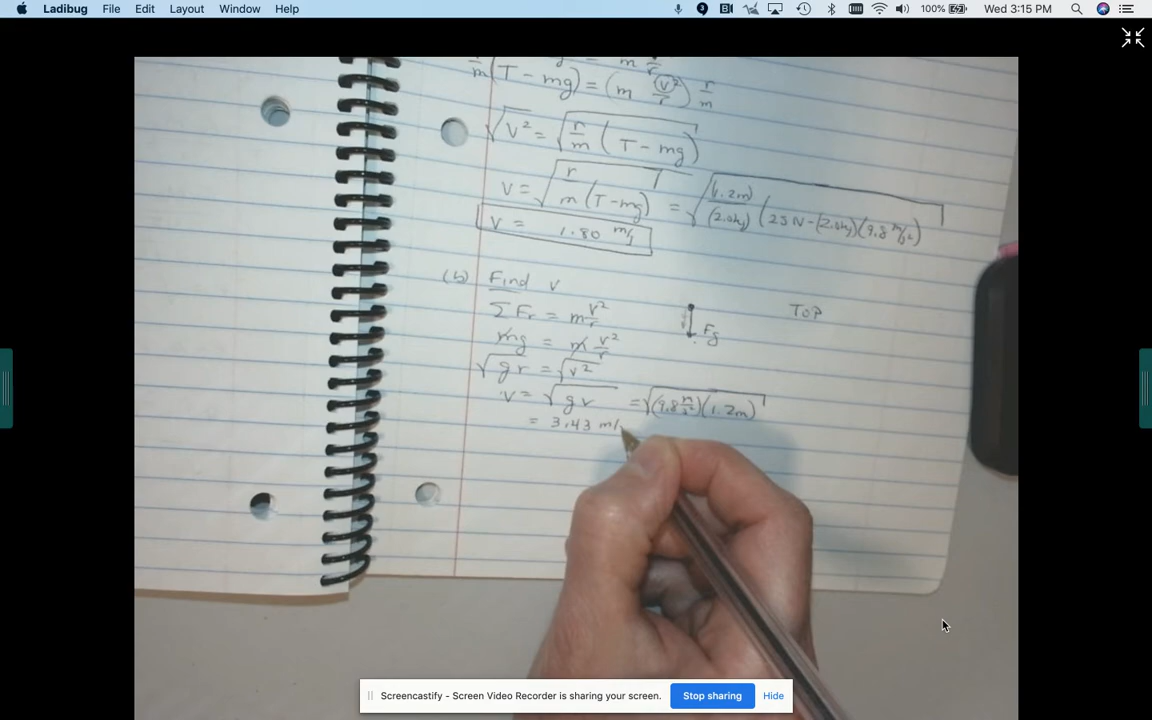 Ladibug File Edit Layout Window Help 100% Wed 3:15 PM
m r
r/m (T - mg) = (m v²/r) r/m
√v² = √(r/m (T - mg))
v = √(r/m (T - mg)) = √((1.2m)/(2.0kg) (25N - (2.0kg)(9.8 m/s²)
v = 1.80 m/s
(b) Find v
ΣFr = m v²/r Fg TOP
mg = m v²/r
√gr = √v²
v = √gr = √(9.8 m/s²)(1.2m)
= 3.43 m/
Screencastify - Screen Video Recorder is sharing your screen. Stop sharing Hide